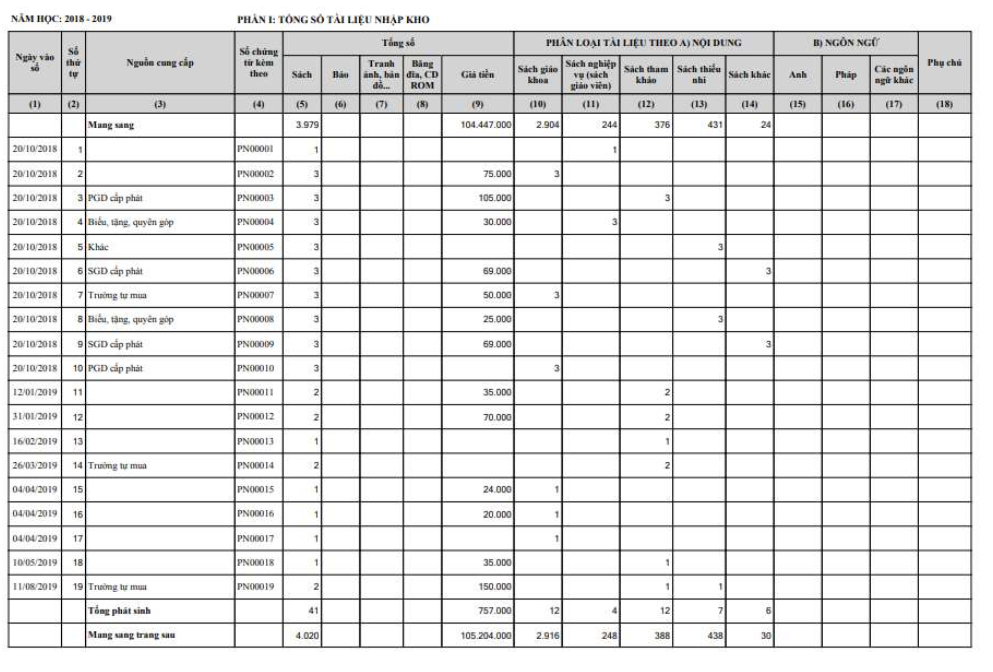 NĂM HỌC: 2018 - 2019 PHẦN I: TỔNG SỐ TÀI LIỆU NHẬP KHO
Ngày vào sổ Số thứ tự Nguồn cung cấp Số chứng từ kèm theo Tổng số PHÂN LOẠI TÀI LIỆU THEO A) NỘI DUNG B) NGÔN NGỮ Phụ chú
Sách Báo Tranh ảnh, bản đồ... Băng đĩa, CD ROM Giá tiền Sách giáo khoa Sách nghiệp vụ (sách giáo viên) Sách tham khảo Sách thiếu nhi Sách khác Anh Pháp Các ngôn ngữ khác
(1) (2) (3) (4) (5) (6) (7) (8) (9) (10) (11) (12) (13) (14) (15) (16) (17) (18)
Mang sang 3.979 104.447.000 2.904 244 376 431 24
20/10/2018 1 PN00001 1 1
20/10/2018 2 PN00002 3 75.000 3
20/10/2018 3 PGD cấp phát PN00003 3 105.000 3
20/10/2018 4 Biếu, tặng, quyên góp PN00004 3 30.000 3
20/10/2018 5 Khác PN00005 3 3
20/10/2018 6 SGD cấp phát PN00006 3 69.000 3
20/10/2018 7 Trường tự mua PN00007 3 50.000 3
20/10/2018 8 Biếu, tặng, quyên góp PN00008 3 25.000 3
20/10/2018 9 SGD cấp phát PN00009 3 69.000 3
20/10/2018 10 PGD cấp phát PN00010 3 3
12/01/2019 11 PN00011 2 35.000 2
31/01/2019 12 PN00012 2 70.000 2
16/02/2019 13 PN00013 1 1
26/03/2019 14 Trường tự mua PN00014 2 2
04/04/2019 15 PN00015 1 24.000 1
04/04/2019 16 PN00016 1 20.000 1
04/04/2019 17 PN00017 1 1
10/05/2019 18 PN00018 1 35.000 1
11/08/2019 19 Trường tự mua PN00019 2 150.000 1 1
Tổng phát sinh 41 757.000 12 4 12 7 6
Mang sang trang sau 4.020 105.204.000 2.916 248 388 438 30